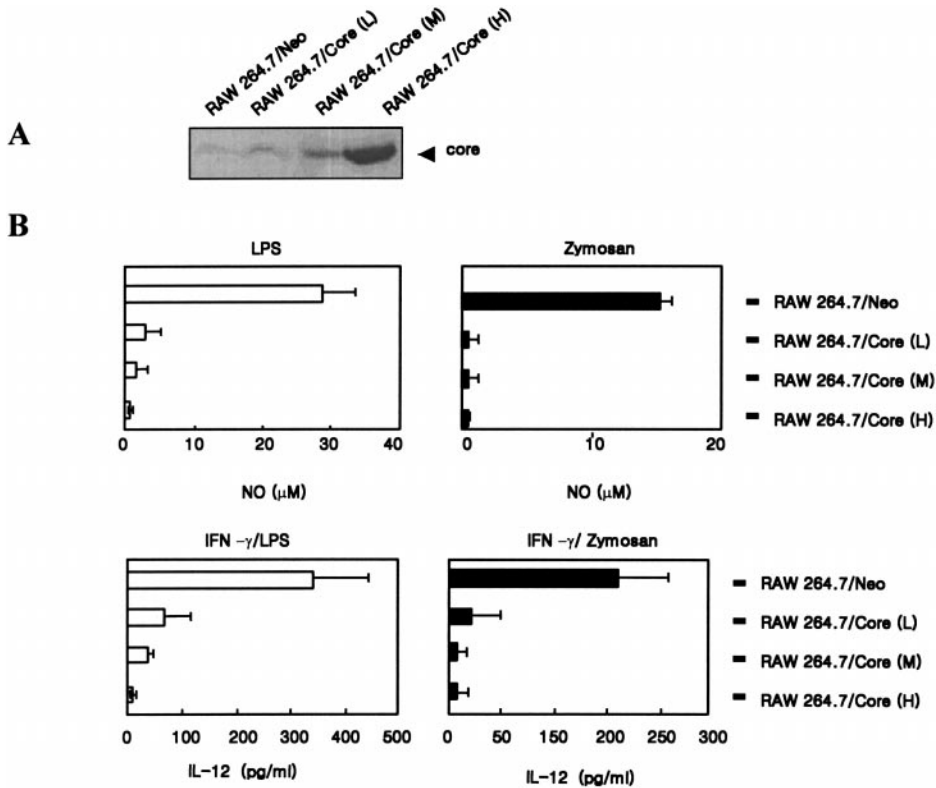 RAW 264.7/Neo
RAW 264.7/Core (L)
RAW 264.7/Core (M)
RAW 264.7/Core (H)
A
core
B
LPS
Zymosan
RAW 264.7/Neo
RAW 264.7/Core (L)
RAW 264.7/Core (M)
RAW 264.7/Core (H)
0 10 20 30 40
0 10 20
NO (μM)
NO (μM)
IFN -γ/LPS
IFN -γ/ Zymosan
RAW 264.7/Neo
RAW 264.7/Core (L)
RAW 264.7/Core (M)
RAW 264.7/Core (H)
0 100 200 300 400 500
0 50 100 150 200 250 300
IL-12 (pg/ml)
IL-12 (pg/ml)